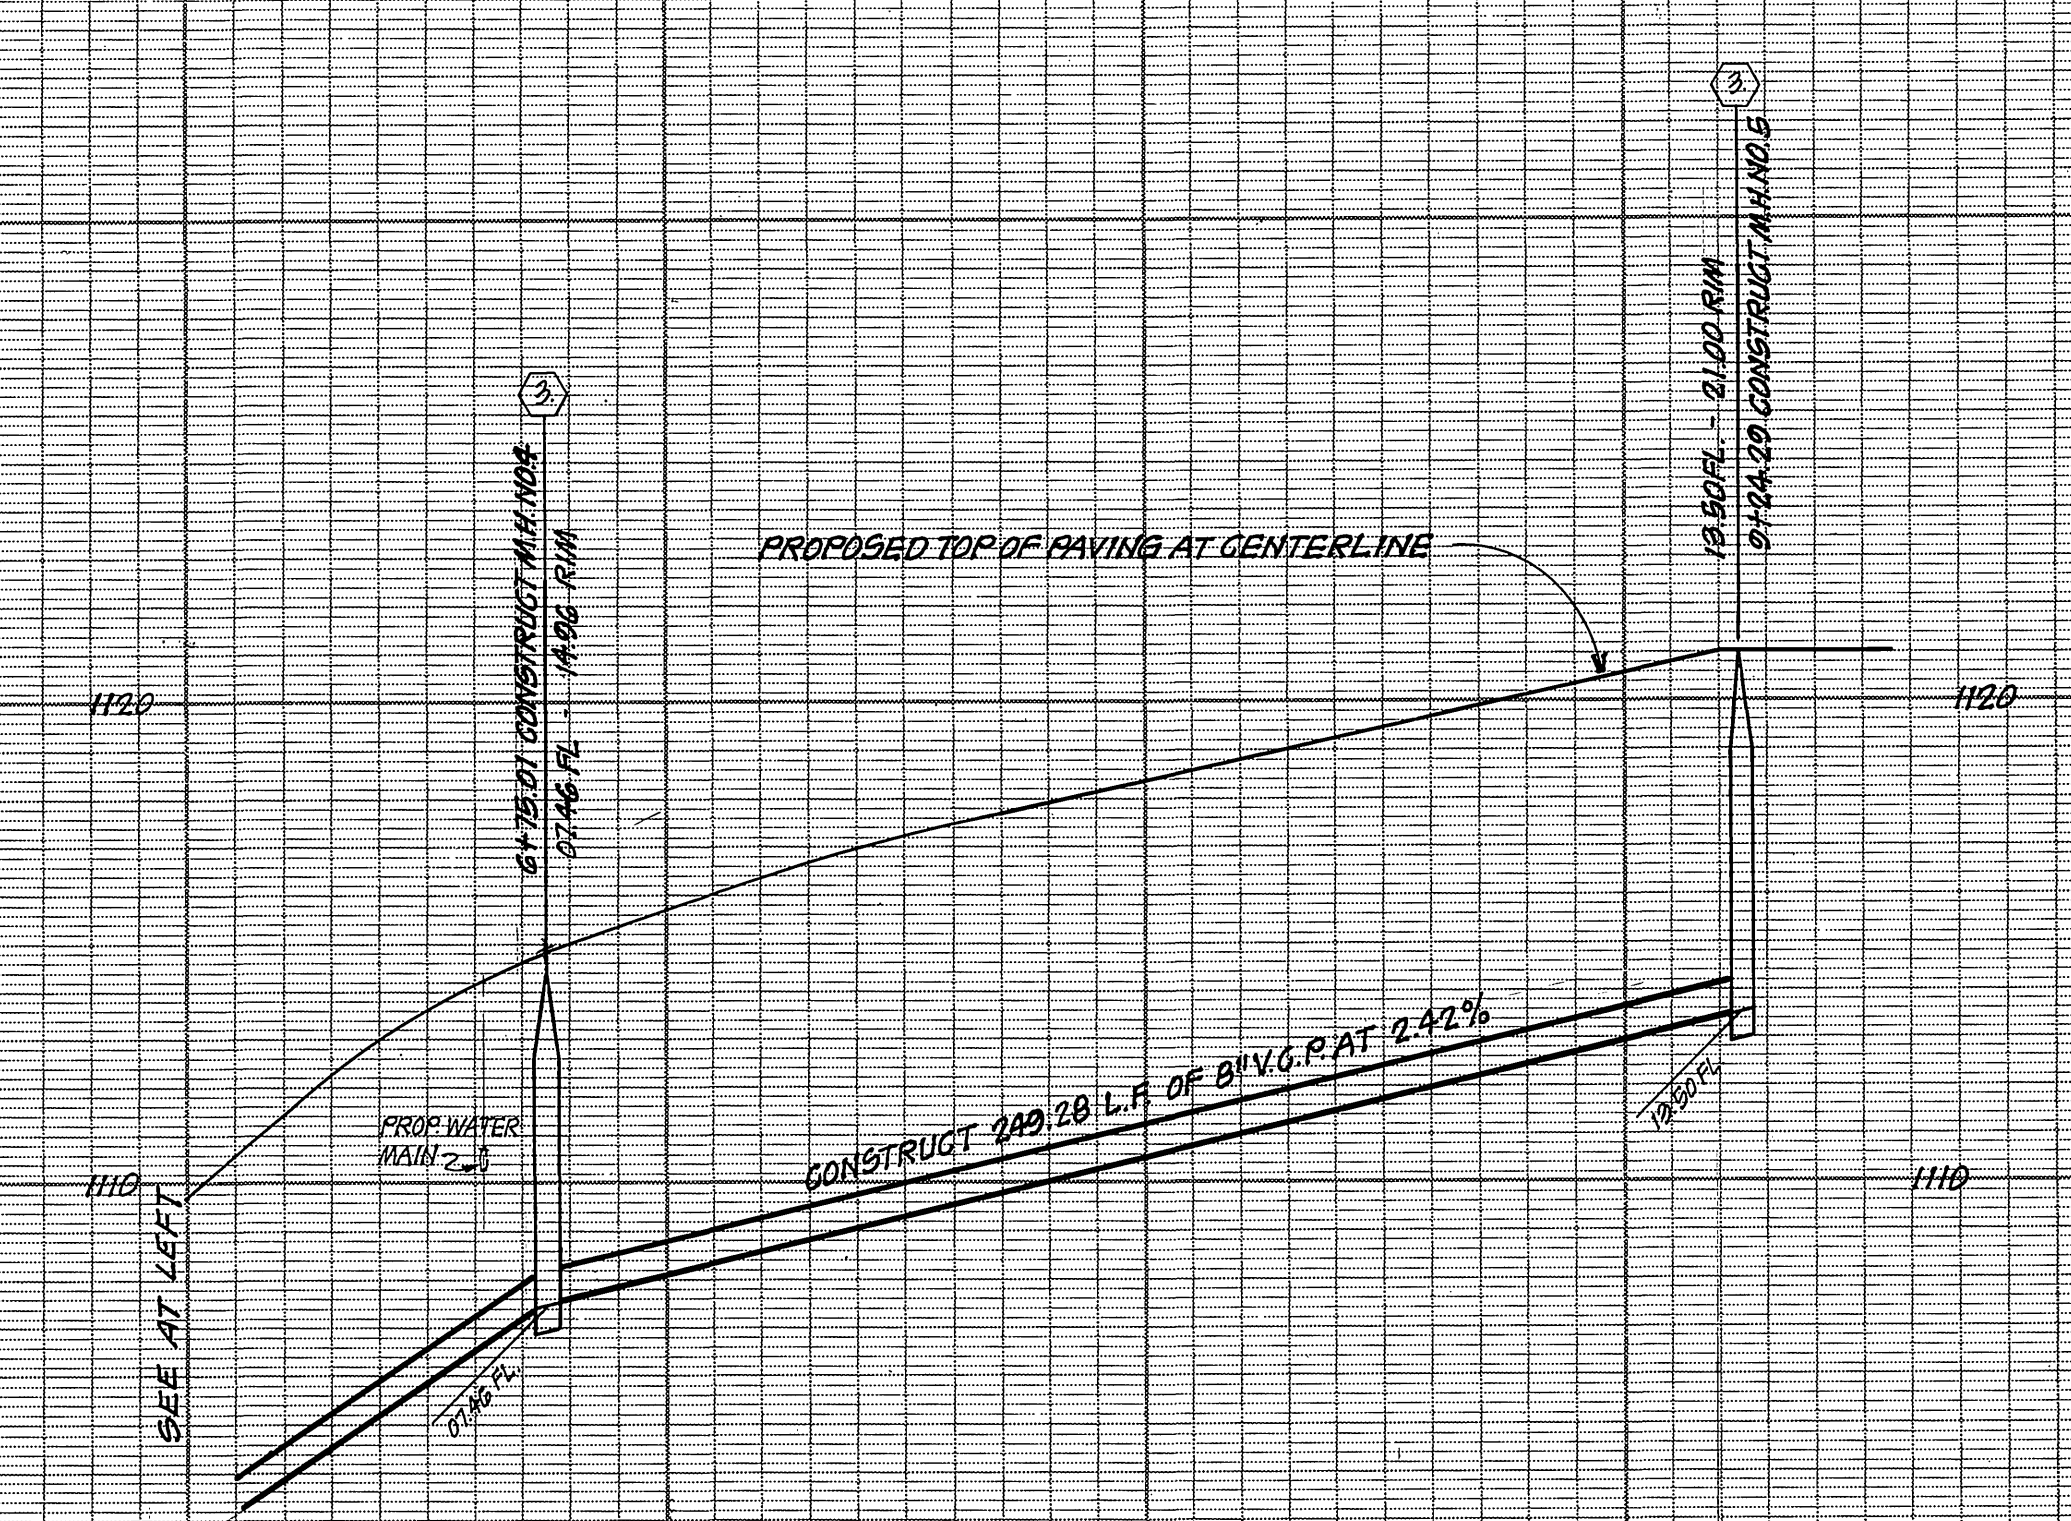 3.
13.50 FL. - 21.00 RIM
9+24.29 CONSTRUCT M.H. NO.5
3.
6+75.01 CONSTRUCT M.H. NO.4
07.46 FL - 14.96 RIM
PROPOSED TOP OF PAVING AT CENTERLINE
1120
1120
CONSTRUCT 249.28 L.F. OF 8" V.C.P. AT 2.42%
13.50 FL.
PROP. WATER
MAIN
1110
1110
SEE AT LEFT
07.46 FL.